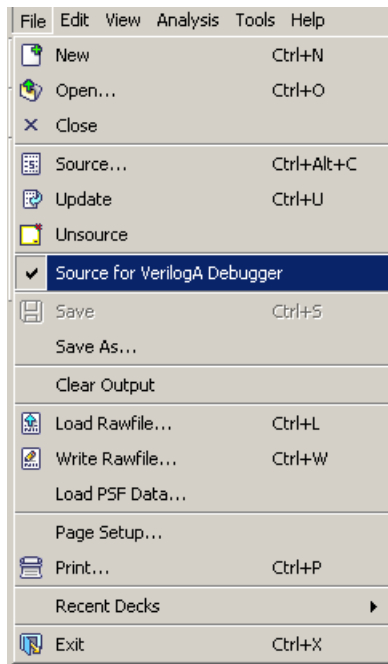 File Edit View Analysis Tools Help
New Ctrl+N
Open... Ctrl+O
Close
Source... Ctrl+Alt+C
Update Ctrl+U
Unsource
Source for VerilogA Debugger
Save Ctrl+S
Save As...
Clear Output
Load Rawfile... Ctrl+L
Write Rawfile... Ctrl+W
Load PSF Data...
Page Setup...
Print... Ctrl+P
Recent Decks
Exit Ctrl+X